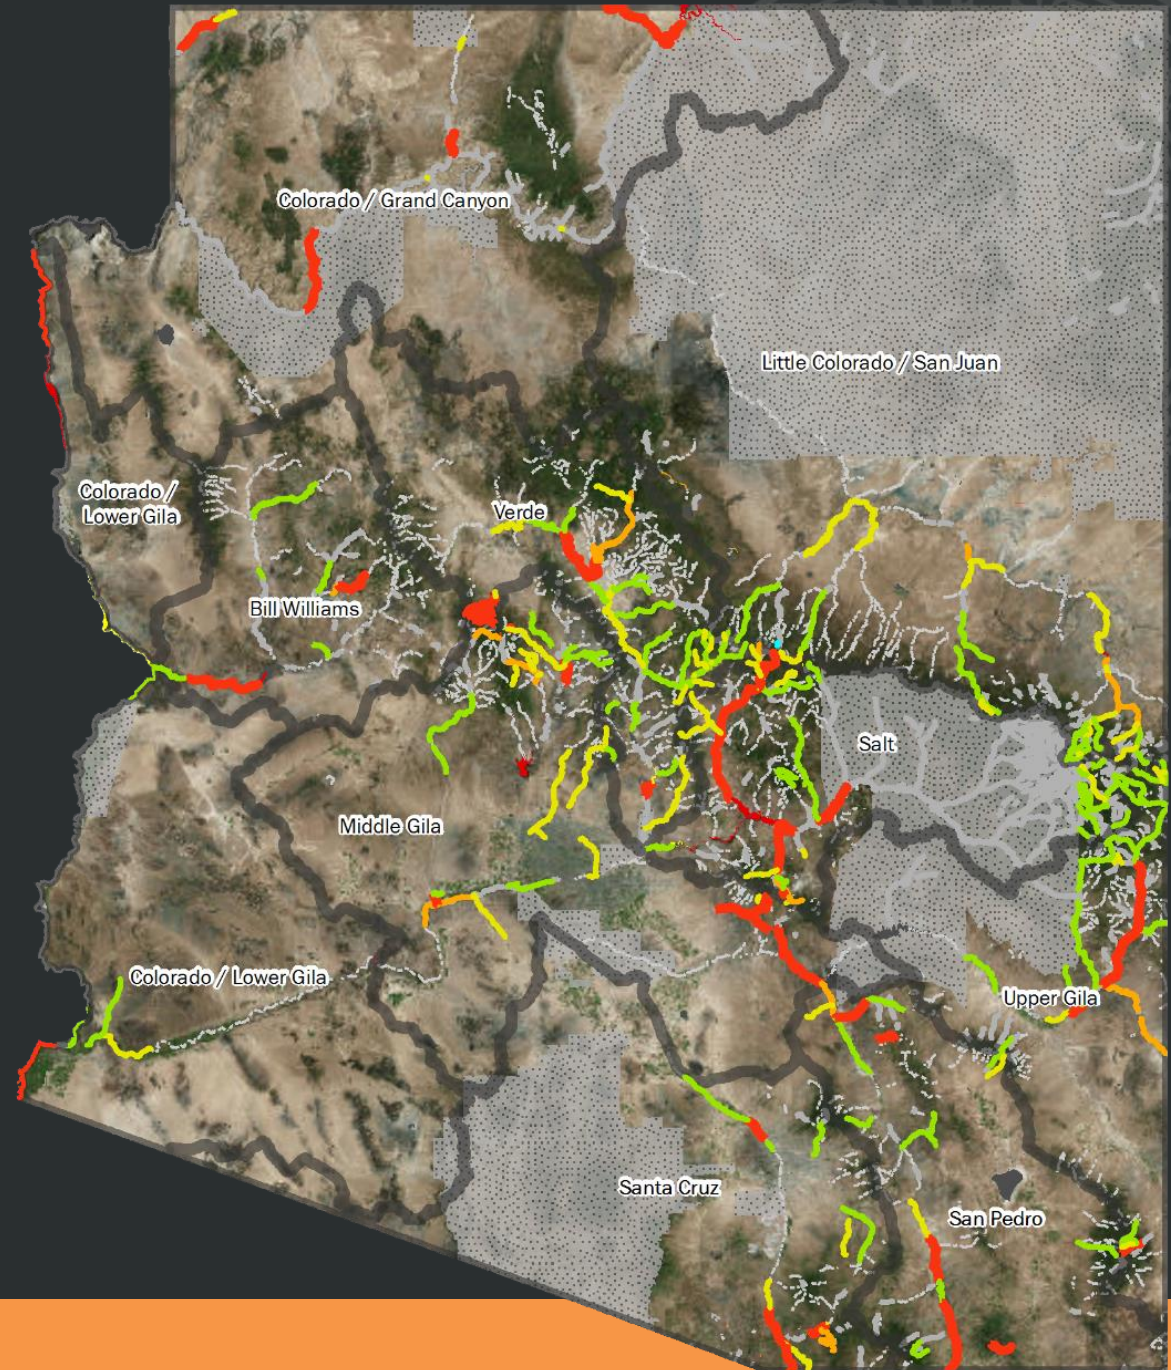 Colorado / Grand Canyon
Little Colorado / San Juan
Colorado /
Lower Gila
Verde
Bill Williams
Salt
Middle Gila
Colorado / Lower Gila
Upper Gila
Santa Cruz
San Pedro